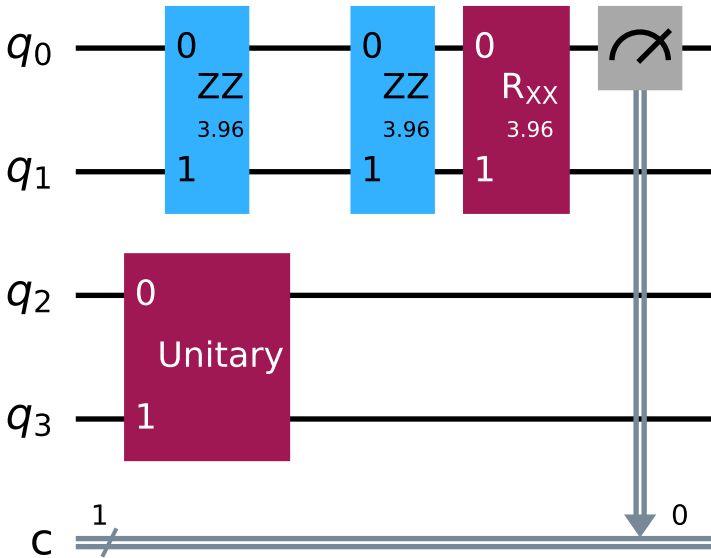 q0 0 0 0
ZZ ZZ RXX
3.96 3.96 3.96
q1 1 1 1
q2 0
Unitary
q3 1
1 0
c